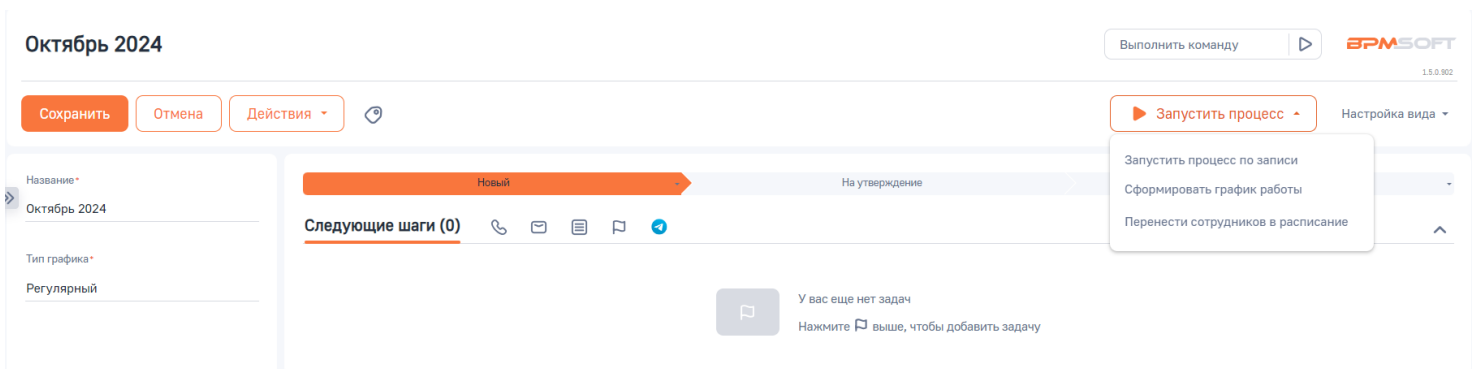 Октябрь 2024
Выполнить команду
BPMSOFT
1.5.0.902
Сохранить
Отмена
Действия
Запустить процесс
Настройка вида
Запустить процесс по записи
Сформировать график работы
Перенести сотрудников в расписание
Название*
Октябрь 2024
Тип графика*
Регулярный
Новый
На утверждение
Следующие шаги (0)
У вас еще нет задач
Нажмите выше, чтобы добавить задачу